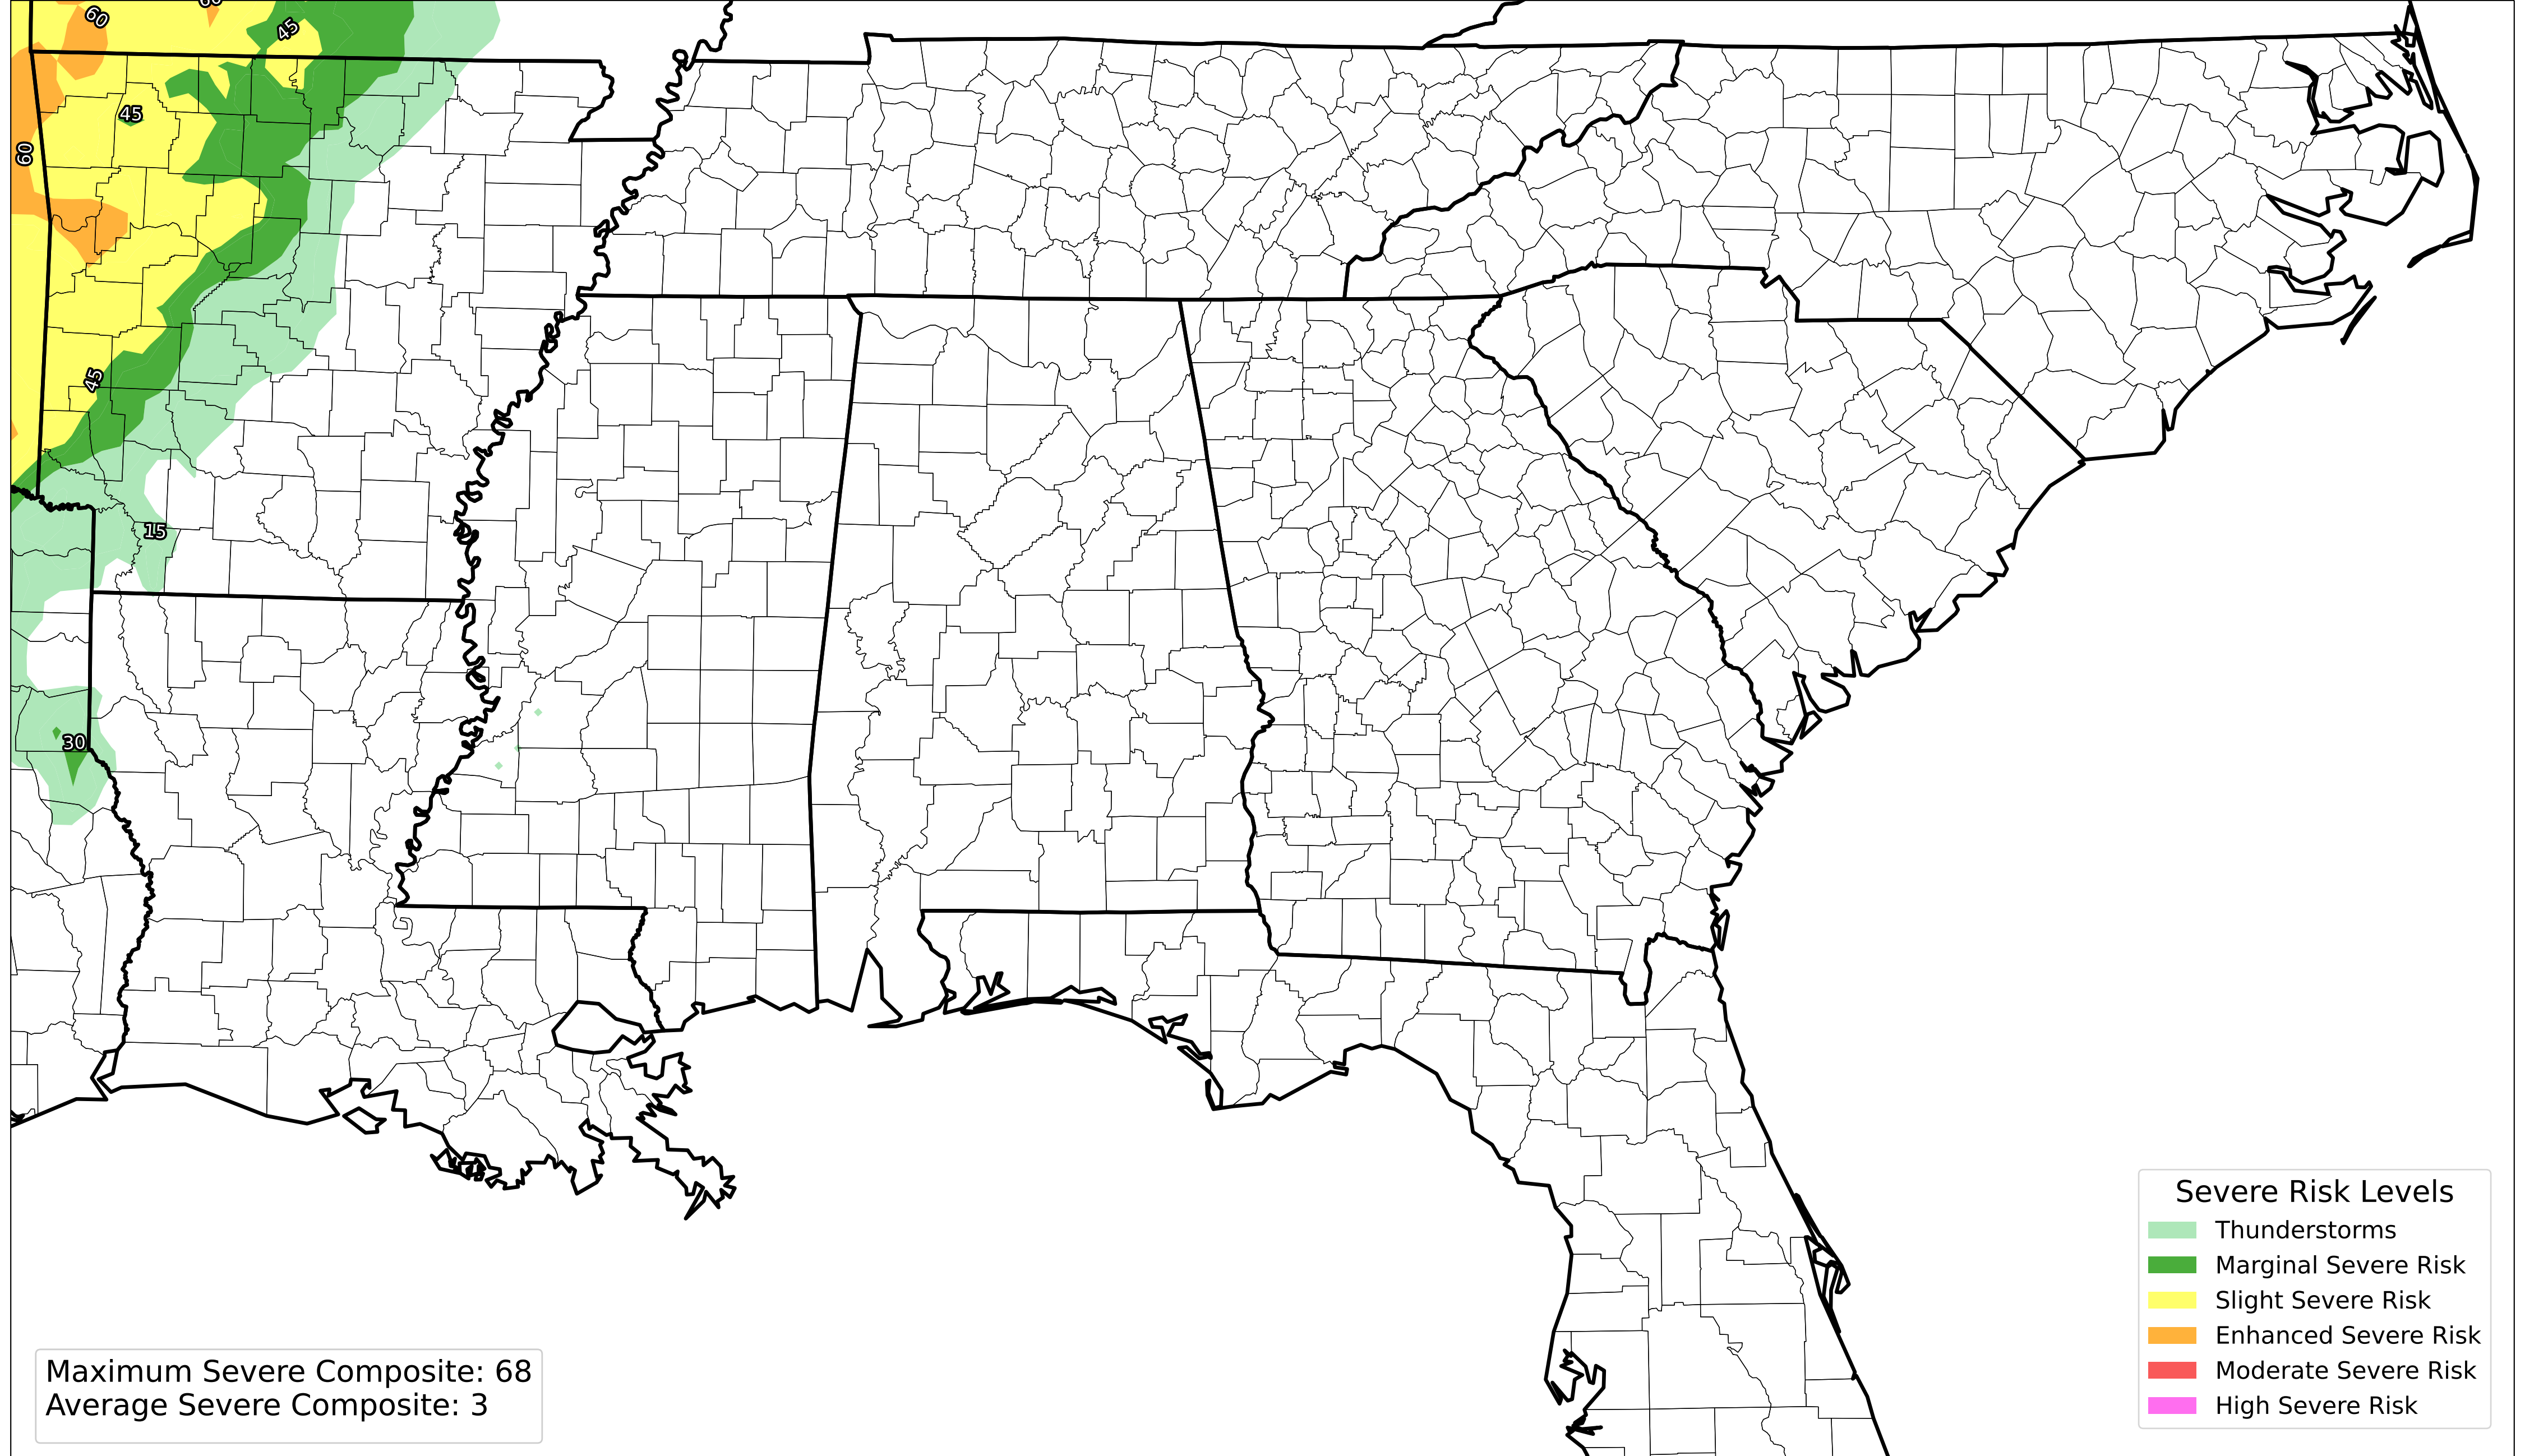 60
60
45
45
60
45
15
30
Severe Risk Levels
Thunderstorms
Marginal Severe Risk
Slight Severe Risk
Enhanced Severe Risk
Moderate Severe Risk
High Severe Risk
Maximum Severe Composite: 68
Average Severe Composite: 3